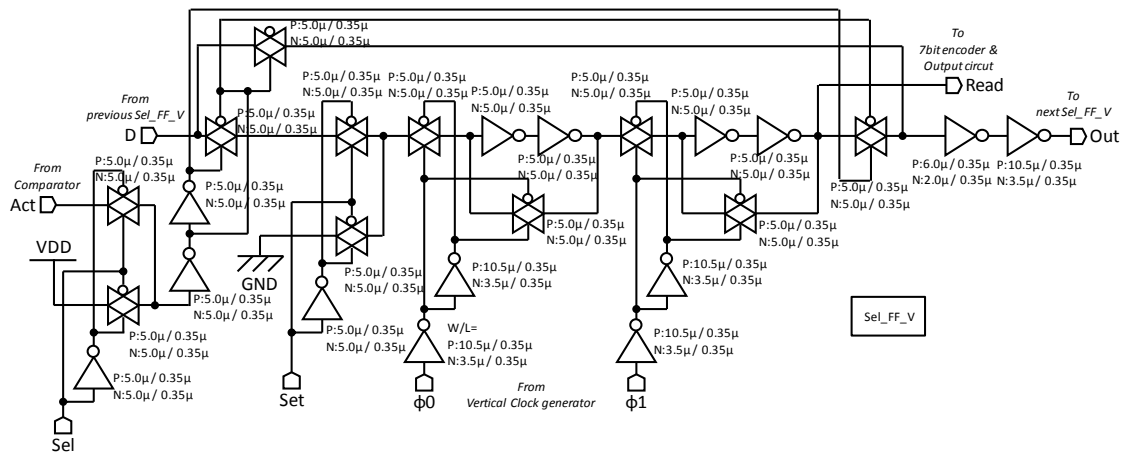 P:5.0μ / 0.35μ
N:5.0μ / 0.35μ
To
7bit encoder &
Output circut
Read
From
previous Sel_FF_V
D
P:5.0μ / 0.35μ
N:5.0μ / 0.35μ
P:5.0μ / 0.35μ
N:5.0μ / 0.35μ
P:5.0μ / 0.35μ
N:5.0μ / 0.35μ
P:5.0μ / 0.35μ
N:5.0μ / 0.35μ
P:5.0μ / 0.35μ
N:5.0μ / 0.35μ
P:5.0μ / 0.35μ
N:5.0μ / 0.35μ
To
next Sel_FF_V
Out
P:6.0μ / 0.35μ
N:2.0μ / 0.35μ
P:10.5μ / 0.35μ
N:3.5μ / 0.35μ
P:5.0μ / 0.35μ
N:5.0μ / 0.35μ
From
Comparator
Act
P:5.0μ / 0.35μ
N:5.0μ / 0.35μ
P:5.0μ / 0.35μ
N:5.0μ / 0.35μ
P:5.0μ / 0.35μ
N:5.0μ / 0.35μ
P:5.0μ / 0.35μ
N:5.0μ / 0.35μ
P:5.0μ / 0.35μ
N:5.0μ / 0.35μ
VDD
GND
P:5.0μ / 0.35μ
N:5.0μ / 0.35μ
P:10.5μ / 0.35μ
N:3.5μ / 0.35μ
P:10.5μ / 0.35μ
N:3.5μ / 0.35μ
Sel_FF_V
P:5.0μ / 0.35μ
N:5.0μ / 0.35μ
P:5.0μ / 0.35μ
N:5.0μ / 0.35μ
W/L=
P:10.5μ / 0.35μ
N:3.5μ / 0.35μ
P:10.5μ / 0.35μ
N:3.5μ / 0.35μ
P:5.0μ / 0.35μ
N:5.0μ / 0.35μ
Set
ϕ0
From
Vertical Clock generator
ϕ1
Sel